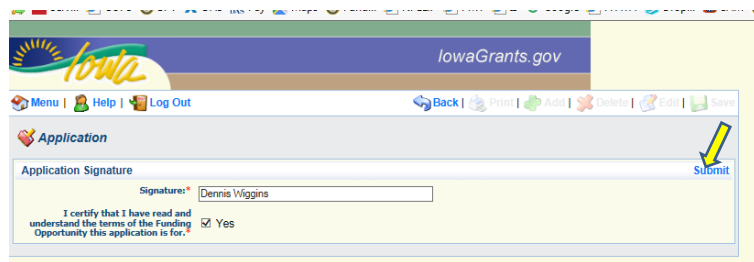 Iowa
IowaGrants.gov
Menu | Help | Log Out
Back | Print | Add | Delete | Edit | Save
Application
Application Signature
Submit
Signature:* Dennis Wiggins
I certify that I have read and
understand the terms of the Funding
Opportunity this application is for.* Yes